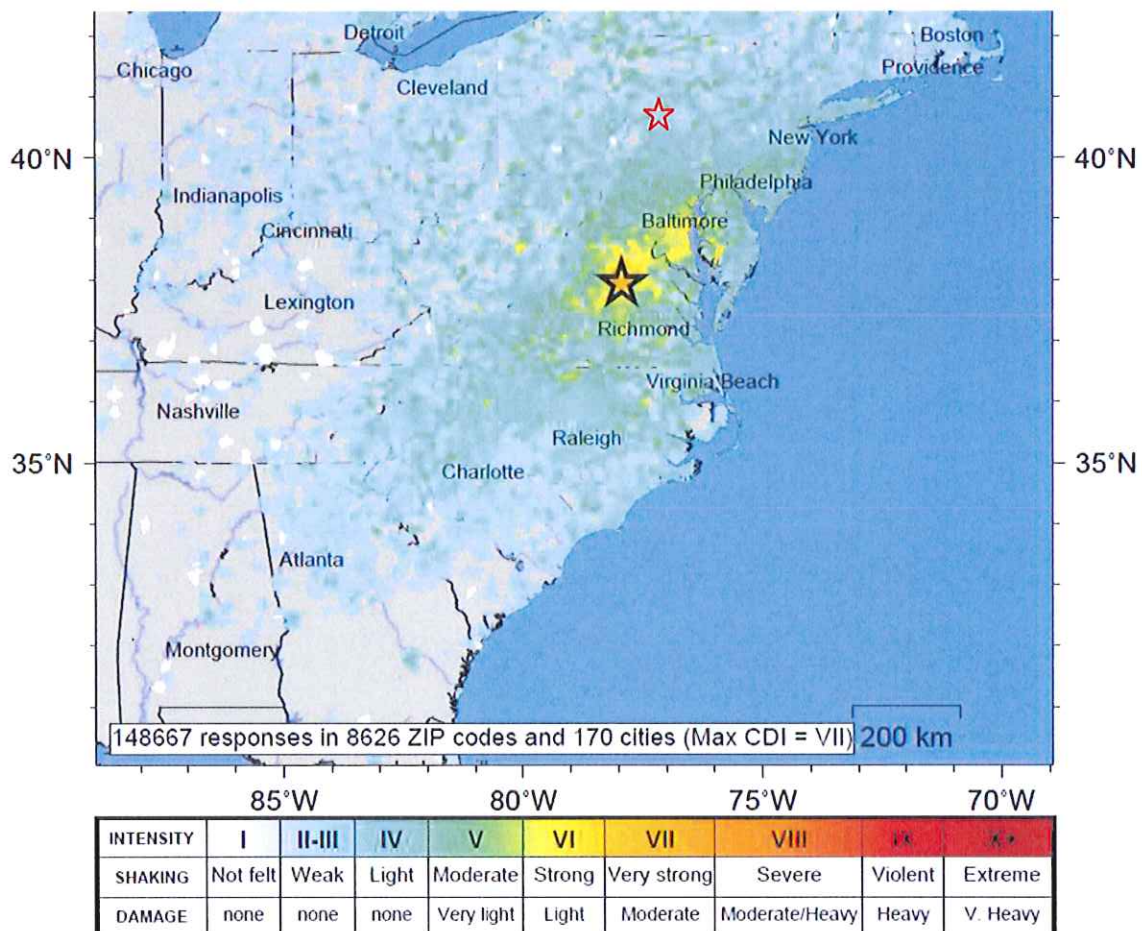 Detroit
Boston
Chicago
Providence
Cleveland
New York
40°N
40°N
Philadelphia
Indianapolis
Baltimore
Cincinnati
Lexington
Richmond
Virginia Beach
Nashville
Raleigh
35°N
35°N
Charlotte
Atlanta
Montgomery
148667 responses in 8626 ZIP codes and 170 cities (Max CDI = VII)
200 km
85°W 80°W 75°W 70°W
INTENSITY I II-III IV V VI VII VIII IX X+
SHAKING Not felt Weak Light Moderate Strong Very strong Severe Violent Extreme
DAMAGE none none none Very light Light Moderate Moderate/Heavy Heavy V. Heavy